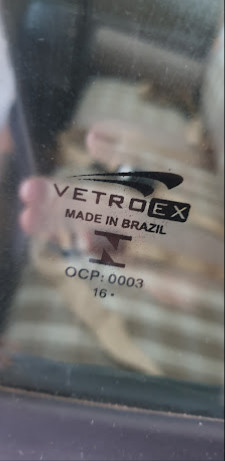 VETROEX
MADE IN BRAZIL
OCP: 0003
16 •